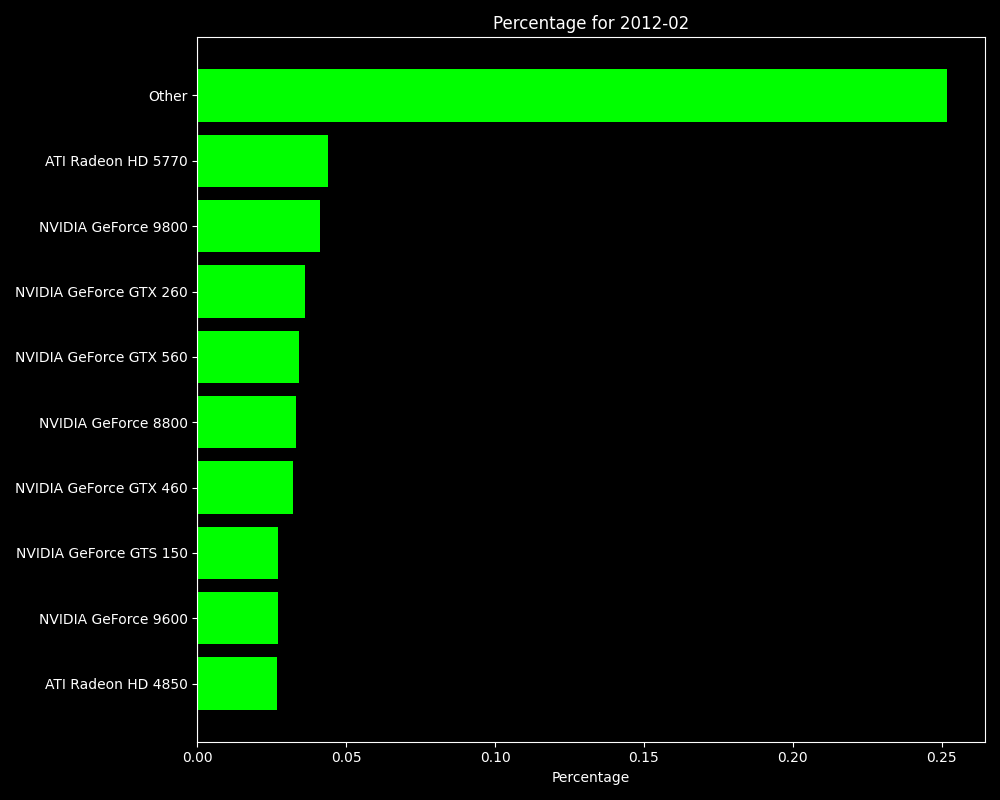 Percentage for 2012-02
Other
ATI Radeon HD 5770
NVIDIA GeForce 9800
NVIDIA GeForce GTX 260
NVIDIA GeForce GTX 560
NVIDIA GeForce 8800
NVIDIA GeForce GTX 460
NVIDIA GeForce GTS 150
NVIDIA GeForce 9600
ATI Radeon HD 4850
0.00 0.05 0.10 0.15 0.20 0.25
Percentage